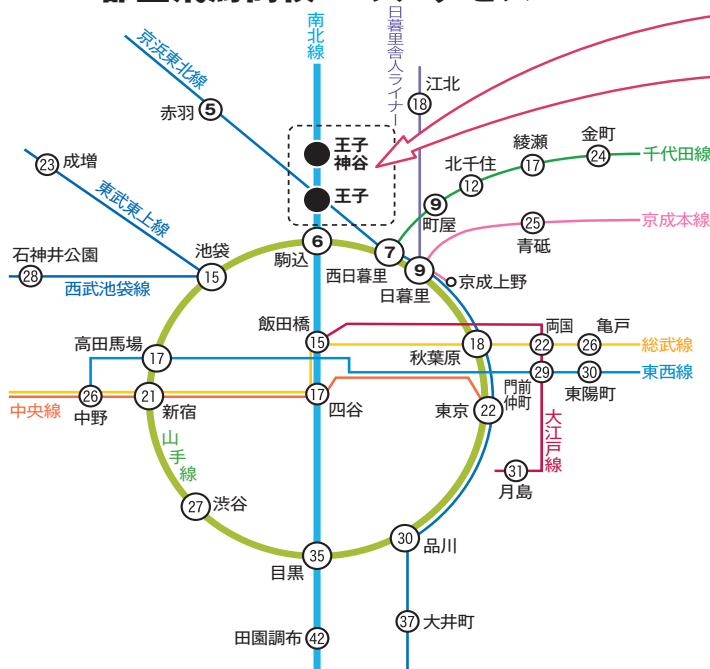 南北線
日暮里舎人ライナー
京浜東北線
赤羽
5
18
江北
王子
神谷
王子
23
成増
東武東上線
綾瀬
17
金町
24
千代田線
北千住
12
9
町屋
25
青砥
京成本線
石神井公園
28
西武池袋線
池袋
15
6
駒込
7
西日暮里
9
日暮里
京成上野
高田馬場
17
飯田橋
15
18
秋葉原
両国
22
亀戸
26
総武線
29
門前
仲町
30
東陽町
東西線
中央線
26
中野
21
新宿
17
四谷
東京
22
大江戸線
31
月島
山手線
27
渋谷
35
目黒
30
品川
田園調布
42
37
大井町